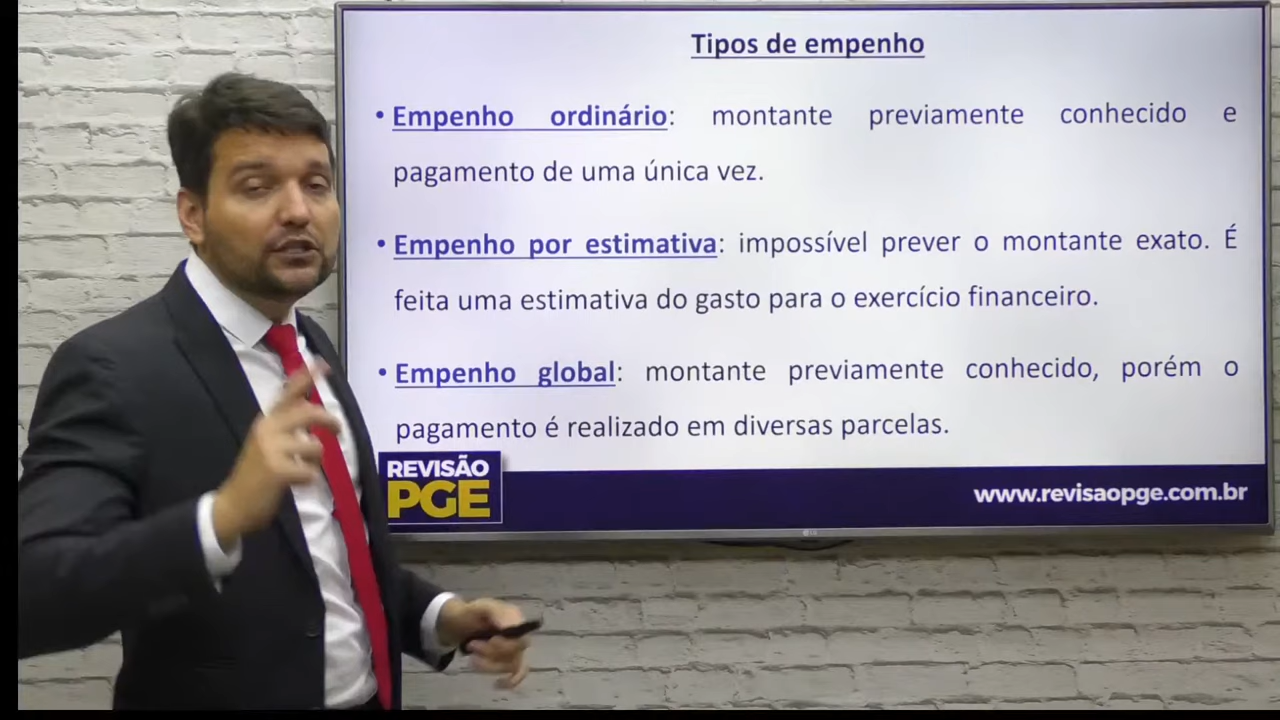 Tipos de empenho
• Empenho ordinário: montante previamente conhecido e
pagamento de uma única vez.
• Empenho por estimativa: impossível prever o montante exato. É
feita uma estimativa do gasto para o exercício financeiro.
• Empenho global: montante previamente conhecido, porém o
pagamento é realizado em diversas parcelas.
REVISÃO
PGE
www.revisaopge.com.br
LG